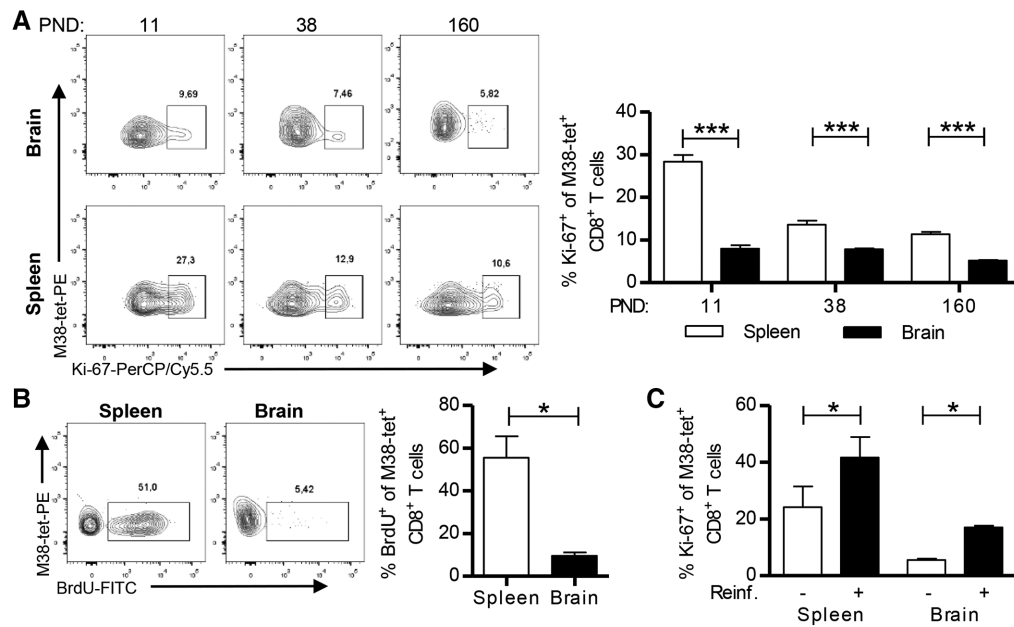 A PND: 11 38 160
Brain
9,69
7,46
5,82
Spleen
27,3
12,9
10,6
M38-tet-PE
Ki-67-PerCP/Cy5.5
% Ki-67+ of M38-tet+
CD8+ T cells
40
30
20
10
0
***
***
***
PND: 11 38 160
Spleen Brain
B
Spleen Brain
51,0
5,42
M38-tet-PE
BrdU-FITC
% BrdU+ of M38-tet+
CD8+ T cells
80
60
40
20
0
*
Spleen Brain
C
% Ki-67+ of M38-tet+
CD8+ T cells
60
40
20
0
*
*
Reinf. - + - +
Spleen Brain